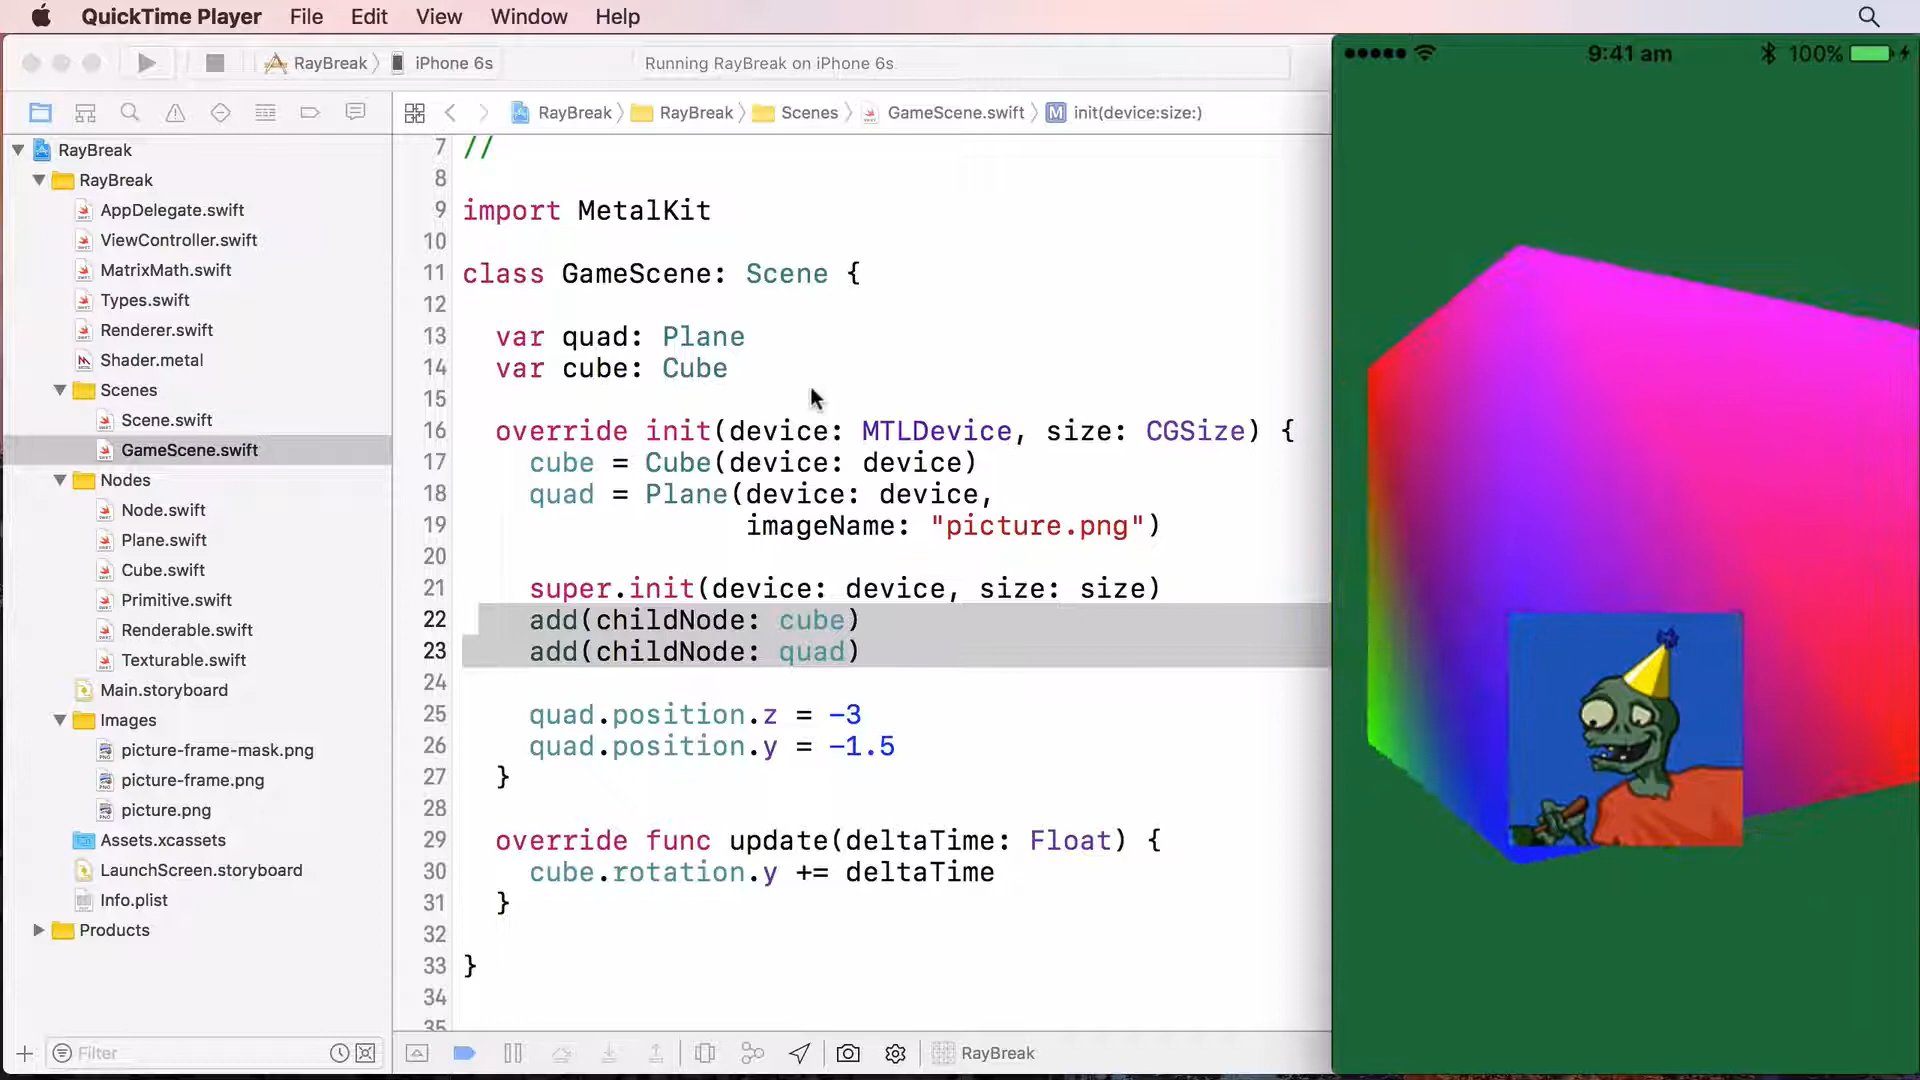 QuickTime Player File Edit View Window Help
RayBreak iPhone 6s Running RayBreak on iPhone 6s
9:41 am 100%
RayBreak RayBreak Scenes GameScene.swift M init(device:size:)
RayBreak
RayBreak
AppDelegate.swift
ViewController.swift
MatrixMath.swift
Types.swift
Renderer.swift
Shader.metal
Scenes
Scene.swift
GameScene.swift
Nodes
Node.swift
Plane.swift
Cube.swift
Primitive.swift
Renderable.swift
Texturable.swift
Main.storyboard
Images
picture-frame-mask.png
picture-frame.png
picture.png
Assets.xcassets
LaunchScreen.storyboard
Info.plist
Products
Filter
7 //
8
9 import MetalKit
10
11 class GameScene: Scene {
12
13 var quad: Plane
14 var cube: Cube
15
16 override init(device: MTLDevice, size: CGSize) {
17 cube = Cube(device: device)
18 quad = Plane(device: device,
19 imageName: "picture.png")
20
21 super.init(device: device, size: size)
22 add(childNode: cube)
23 add(childNode: quad)
24
25 quad.position.z = -3
26 quad.position.y = -1.5
27 }
28
29 override func update(deltaTime: Float) {
30 cube.rotation.y += deltaTime
31 }
32
33 }
34
35
RayBreak